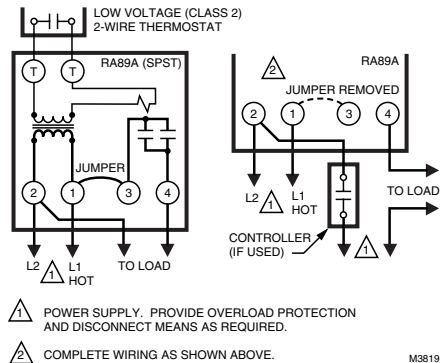 LOW VOLTAGE (CLASS 2)
2-WIRE THERMOSTAT
T T
RA89A (SPST)
JUMPER
2 1 3 4
L2 1 L1
HOT
TO LOAD
2
RA89A
JUMPER REMOVED
2 1 3 4
L2 1 L1
HOT
TO LOAD
CONTROLLER
(IF USED)
1
1 POWER SUPPLY. PROVIDE OVERLOAD PROTECTION
AND DISCONNECT MEANS AS REQUIRED.
2 COMPLETE WIRING AS SHOWN ABOVE.
M3819